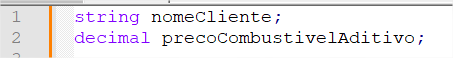 1 string nomeCliente;
2 decimal precoCombustivelAditivo;